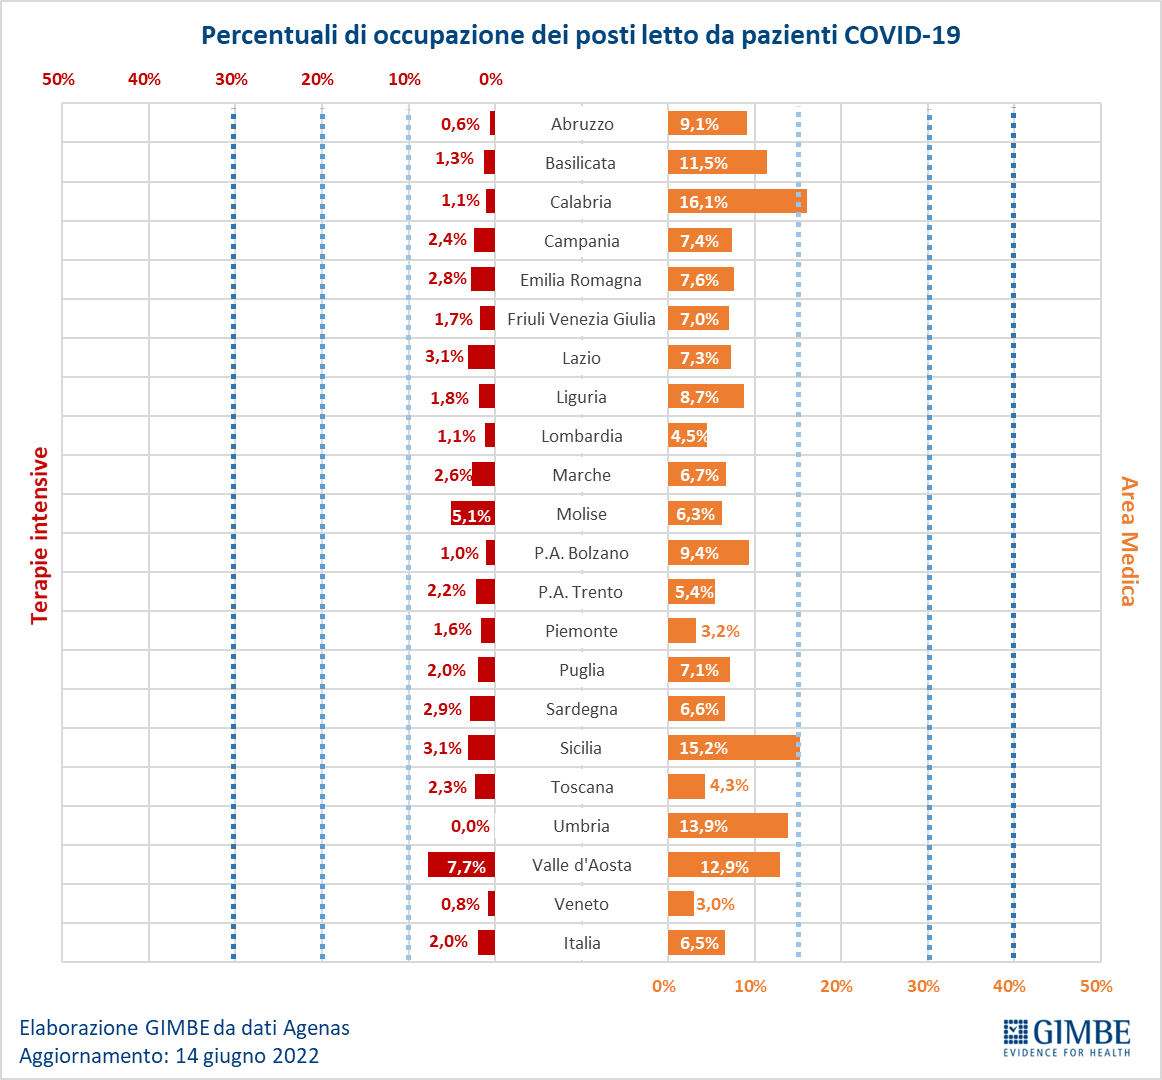 Percentuali di occupazione dei posti letto da pazienti COVID-19
50% 40% 30% 20% 10% 0%
0,6% Abruzzo 9,1%
1,3% Basilicata 11,5%
1,1% Calabria 16,1%
2,4% Campania 7,4%
2,8% Emilia Romagna 7,6%
1,7% Friuli Venezia Giulia 7,0%
3,1% Lazio 7,3%
1,8% Liguria 8,7%
1,1% Lombardia 4,5%
2,6% Marche 6,7%
5,1% Molise 6,3%
1,0% P.A. Bolzano 9,4%
2,2% P.A. Trento 5,4%
1,6% Piemonte 3,2%
2,0% Puglia 7,1%
2,9% Sardegna 6,6%
3,1% Sicilia 15,2%
2,3% Toscana 4,3%
0,0% Umbria 13,9%
7,7% Valle d'Aosta 12,9%
0,8% Veneto 3,0%
2,0% Italia 6,5%
Terapie intensive
Area Medica
0% 10% 20% 30% 40% 50%
Elaborazione GIMBE da dati Agenas
Aggiornamento: 14 giugno 2022
GIMBE
EVIDENCE FOR HEALTH